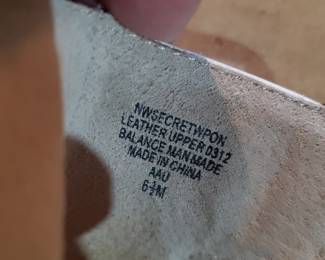 NWSECRETWPON
LEATHER UPPER 0312
BALANCE MAN MADE
MADE IN CHINA
AAU
6½M